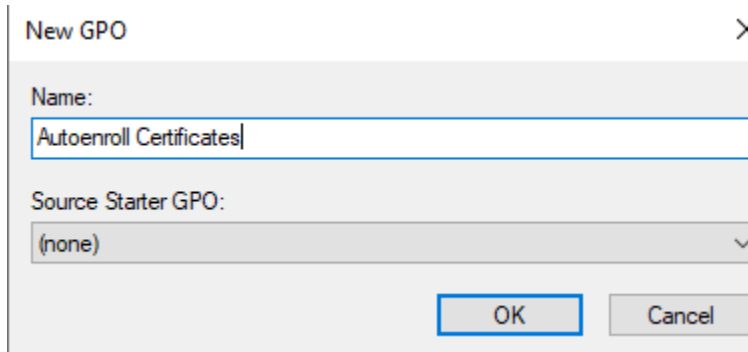 New GPO
Name:
Autoenroll Certificates
Source Starter GPO:
(none)
OK Cancel